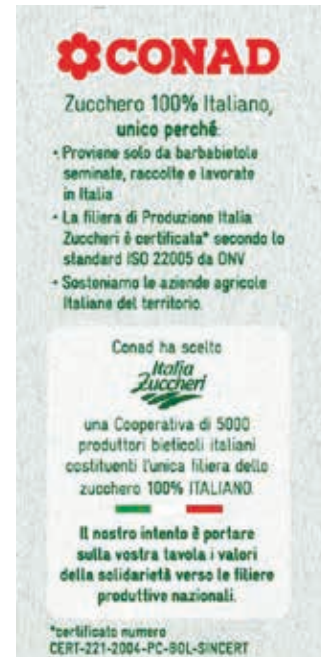 CONAD
Zucchero 100% Italiano,
unico perché:
• Proviene solo da barbabietole
seminate, raccolte e lavorate
in Italia
• La filiera di Produzione Italia
Zuccheri è certificata* secondo lo
standard ISO 22005 da DNV
• Sosteniamo le aziende agricole
Italiane del territorio.
Conad ha scelto
Italia
Zuccheri
una Cooperativa di 5000
produttori bieticoli italiani
costituenti l'unica filiera dello
zucchero 100% ITALIANO.
Il nostro intento è portare
sulla vostra tavola i valori
della solidarietà verso le filiere
produttive nazionali.
*certificato numero
CERT-221-2004-PC-BOL-SINCERT